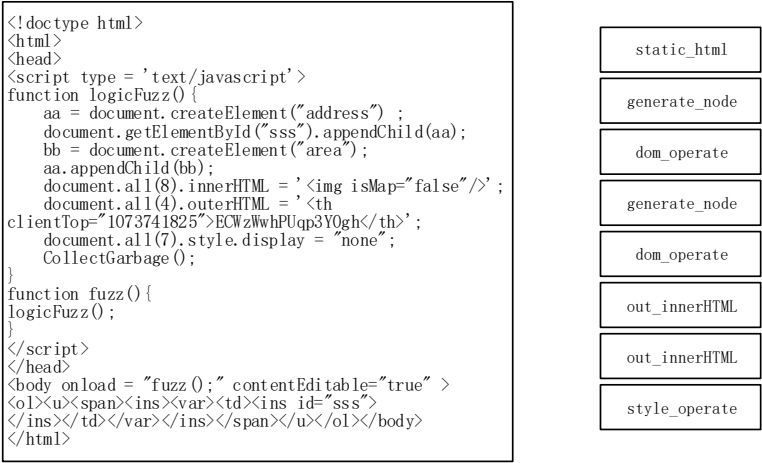 <!doctype html>
<html>
<head>
<script type = 'text/javascript'>
function logicFuzz(){
    aa = document.createElement("address") ;
    document.getElementById("sss").appendChild(aa);
    bb = document.createElement("area");
    aa.appendChild(bb);
    document.all(8).innerHTML = '<img isMap="false"/>';
    document.all(4).outerHTML = '<th
clientTop="1073741825">ECWzWwhPUqp3YOgh</th>';
    document.all(7).style.display = "none";
    CollectGarbage();
}
function fuzz(){
logicFuzz();
}
</script>
</head>
<body onload = "fuzz();" contentEditable="true" >
<ol><u><span><ins><var><td><ins id="sss">
</ins></td></var></ins></span></u></ol></body>
</html>
static_html
generate_node
dom_operate
generate_node
dom_operate
out_innerHTML
out_innerHTML
style_operate